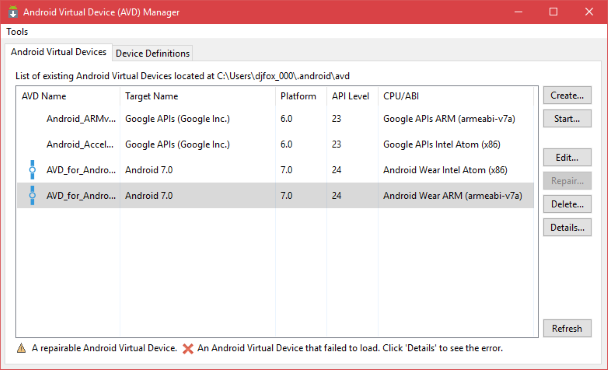 Android Virtual Device (AVD) Manager
Tools
Android Virtual Devices Device Definitions
List of existing Android Virtual Devices located at C:\Users\djfox_000\.android\avd
AVD Name Target Name Platform API Level CPU/ABI
Android_ARMv... Google APIs (Google Inc.) 6.0 23 Google APIs ARM (armeabi-v7a)
Android_Accel... Google APIs (Google Inc.) 6.0 23 Google APIs Intel Atom (x86)
AVD_for_Andro... Android 7.0 7.0 24 Android Wear Intel Atom (x86)
AVD_for_Andro... Android 7.0 7.0 24 Android Wear ARM (armeabi-v7a)
Create...
Start...
Edit...
Repair...
Delete...
Details...
Refresh
A repairable Android Virtual Device. An Android Virtual Device that failed to load. Click 'Details' to see the error.